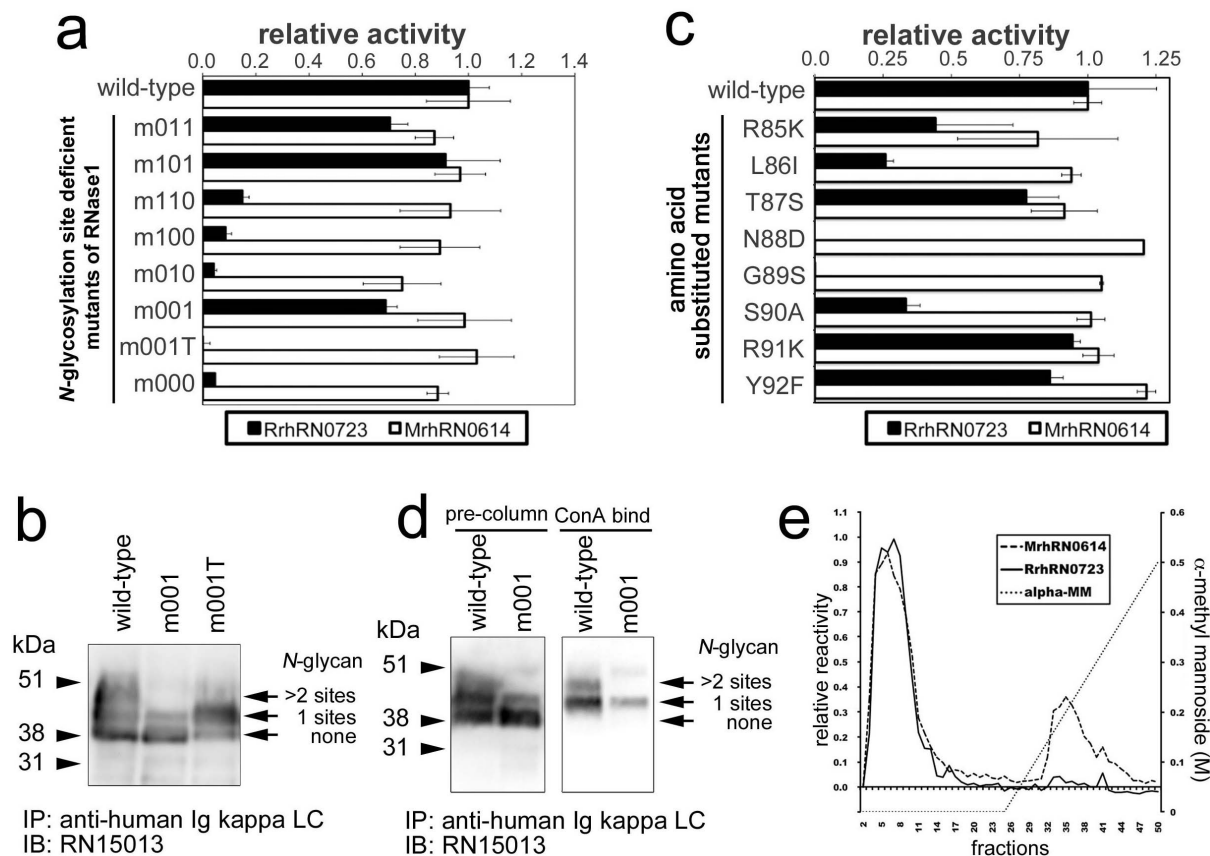 a
relative activity
0.0 0.2 0.4 0.6 0.8 1.0 1.2 1.4
wild-type
m011
m101
m110
m100
m010
m001
m001T
m000
N-glycosylation site deficient
mutants of RNase1
RrhRN0723 MrhRN0614
c
relative activity
0.0 0.25 0.75 1.0 1.25
wild-type
R85K
L86I
T87S
N88D
G89S
S90A
R91K
Y92F
amino acid
substituted mutants
RrhRN0723 MrhRN0614
b
wild-type
m001
m001T
kDa
51
38
31
N-glycan
>2 sites
1 sites
none
IP: anti-human Ig kappa LC
IB: RN15013
d
pre-column ConA bind
wild-type
m001
wild-type
m001
kDa
51
38
31
N-glycan
>2 sites
1 sites
none
IP: anti-human Ig kappa LC
IB: RN15013
e
relative reactivity
1.1
1.0
0.9
0.8
0.7
0.6
0.5
0.4
0.3
0.2
0.1
0.0
MrhRN0614
RrhRN0723
alpha-MM
0.6
0.5
0.4
0.3
0.2
0.1
0
α-methyl mannoside (M)
2 5 8 11 14 17 20 23 26 29 32 35 38 41 44 47 50
fractions